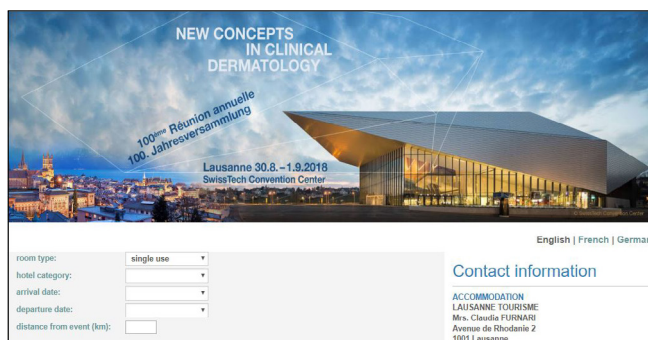 NEW CONCEPTS
IN CLINICAL
DERMATOLOGY
100ème Réunion annuelle
100. Jahresversammlung
Lausanne 30.8.–1.9.2018
SwissTech Convention Center
English | French | German
room type: single use
hotel category:
arrival date:
departure date:
distance from event (km):
Contact information
ACCOMMODATION
LAUSANNE TOURISME
Mrs. Claudia FURNARI
Avenue de Rhodanie 2
1001 Lausanne